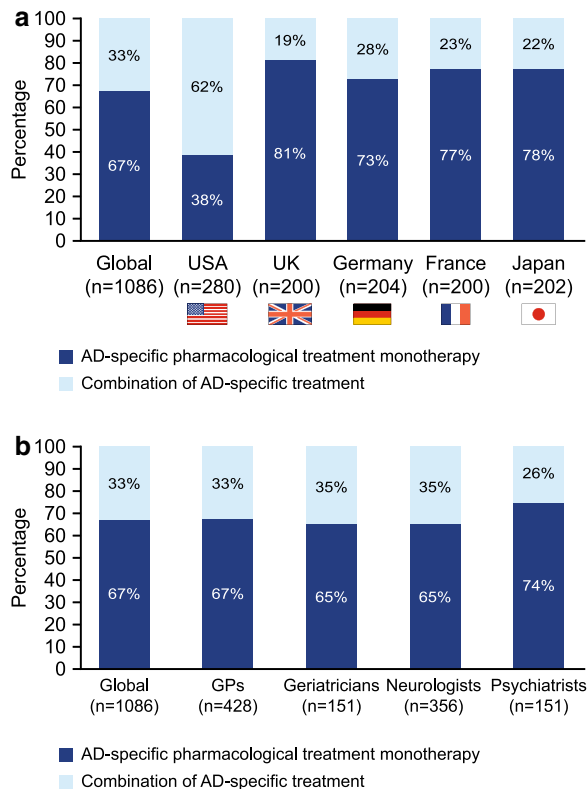 a
Percentage
100
90
80
70
60
50
40
30
20
10
0
33% 62% 19% 28% 23% 22%
67% 38% 81% 73% 77% 78%
Global USA UK Germany France Japan
(n=1086) (n=280) (n=200) (n=204) (n=200) (n=202)
AD-specific pharmacological treatment monotherapy
Combination of AD-specific treatment
b
Percentage
100
90
80
70
60
50
40
30
20
10
0
33% 33% 35% 35% 26%
67% 67% 65% 65% 74%
Global GPs Geriatricians Neurologists Psychiatrists
(n=1086) (n=428) (n=151) (n=356) (n=151)
AD-specific pharmacological treatment monotherapy
Combination of AD-specific treatment